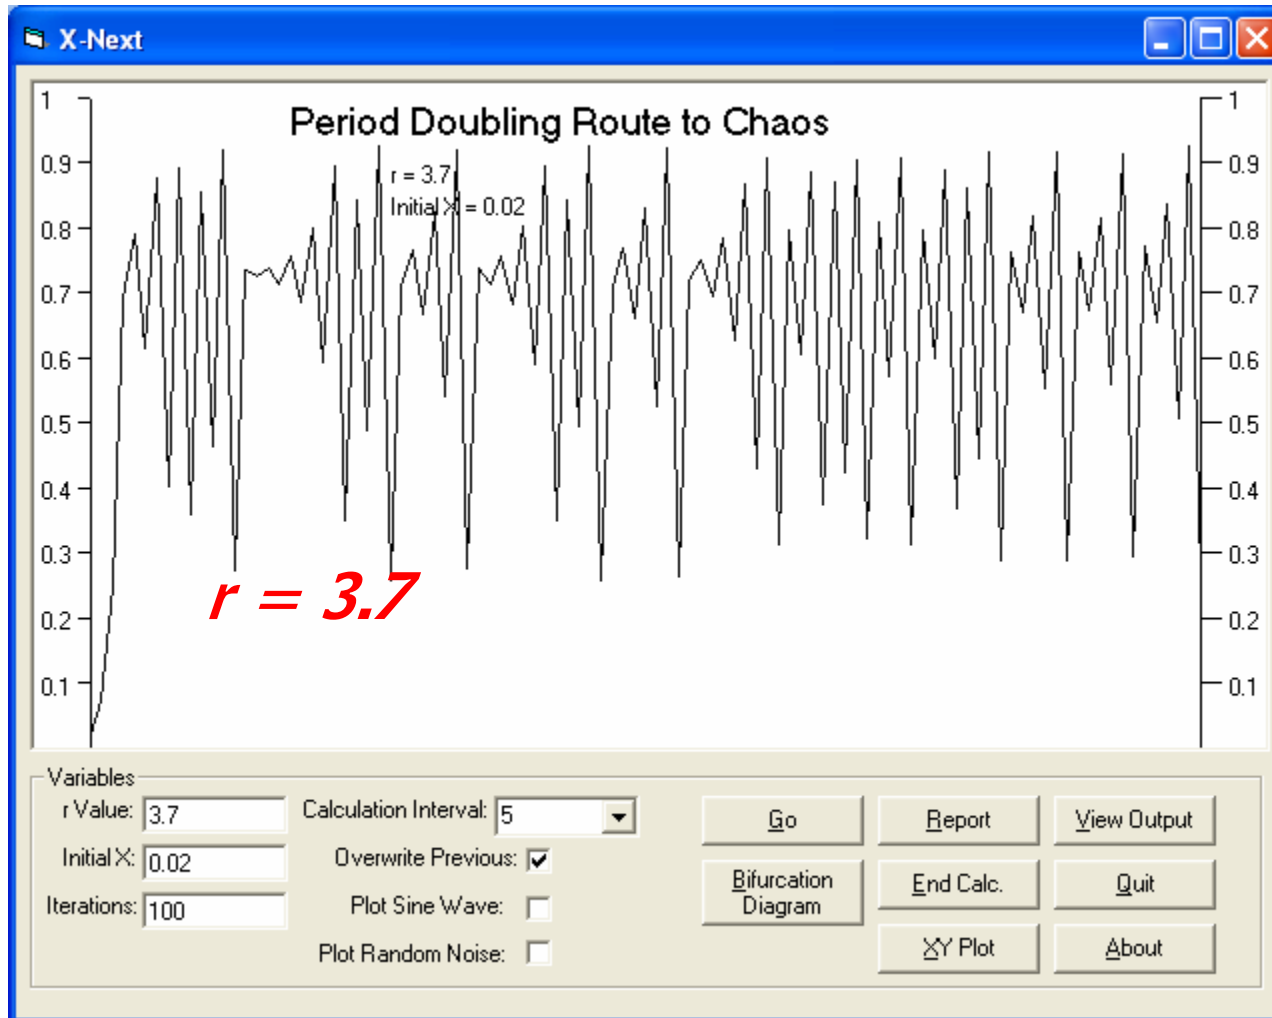 X-Next
Period Doubling Route to Chaos
r = 3.7
Initial X = 0.02
1
0.9
0.8
0.7
0.6
0.5
0.4
0.3
0.2
0.1
1
0.9
0.8
0.7
0.6
0.5
0.4
0.3
0.2
0.1
r = 3.7
Variables
r Value: 3.7
Initial X: 0.02
Iterations: 100
Calculation Interval: 5
Overwrite Previous:
Plot Sine Wave:
Plot Random Noise:
Go
Report
View Output
Bifurcation
Diagram
End Calc.
Quit
XY Plot
About